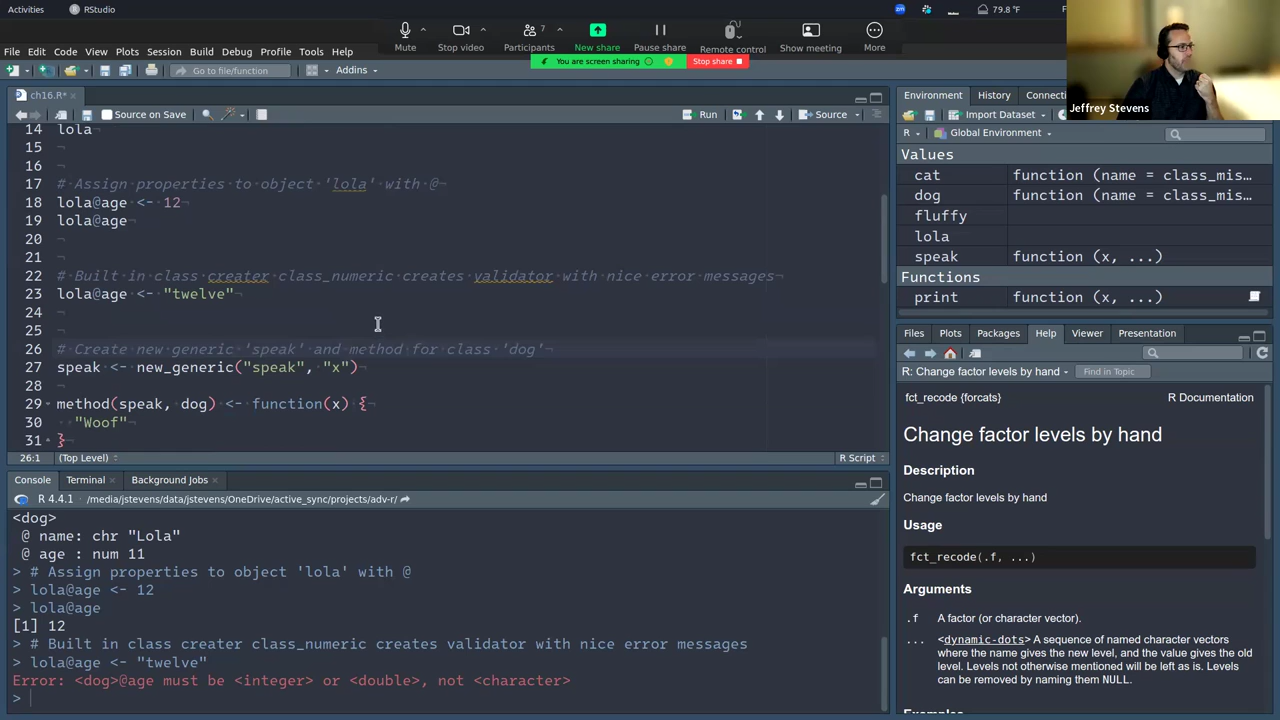 Activities
RStudio
zm
79.8 °F
Mute
Stop video
Participants
7
New share
Pause share
Remote control
Show meeting
More
You are screen sharing
Stop share
Jeffrey Stevens
File Edit Code View Plots Session Build Debug Profile Tools Help
Go to file/function
Addins
ch16.R*
Source on Save
Run
Source
14 lola
15
16
17 # Assign properties to object 'lola' with @
18 lola@age <- 12
19 lola@age
20
21
22 # Built in class creater class_numeric creates validator with nice error messages
23 lola@age <- "twelve"
24
25
26 # Create new generic 'speak' and method for class 'dog'
27 speak <- new_generic("speak", "x")
28
29 method(speak, dog) <- function(x) {
30 "Woof"
31 }
26:1 (Top Level)
R Script
Console Terminal Background Jobs
R 4.4.1 · /media/jstevens/data/jstevens/OneDrive/active_sync/projects/adv-r/
<dog>
@ name: chr "Lola"
@ age : num 11
> # Assign properties to object 'lola' with @
> lola@age <- 12
> lola@age
[1] 12
> # Built in class creater class_numeric creates validator with nice error messages
> lola@age <- "twelve"
Error: <dog>@age must be <integer> or <double>, not <character>
>
Environment History Connecti
Import Dataset
R Global Environment
Values
cat function (name = class_mis…
dog function (name = class_mis…
fluffy
lola
speak function (x, ...)
Functions
print function (x, ...)
Files Plots Packages Help Viewer Presentation
R: Change factor levels by hand
Find in Topic
fct_recode {forcats}
R Documentation
Change factor levels by hand
Description
Change factor levels by hand
Usage
fct_recode(.f, ...)
Arguments
.f A factor (or character vector).
... <dynamic-dots> A sequence of named character vectors
where the name gives the new level, and the value gives the old
level. Levels not otherwise mentioned will be left as is. Levels
can be removed by naming them NULL.
Examples